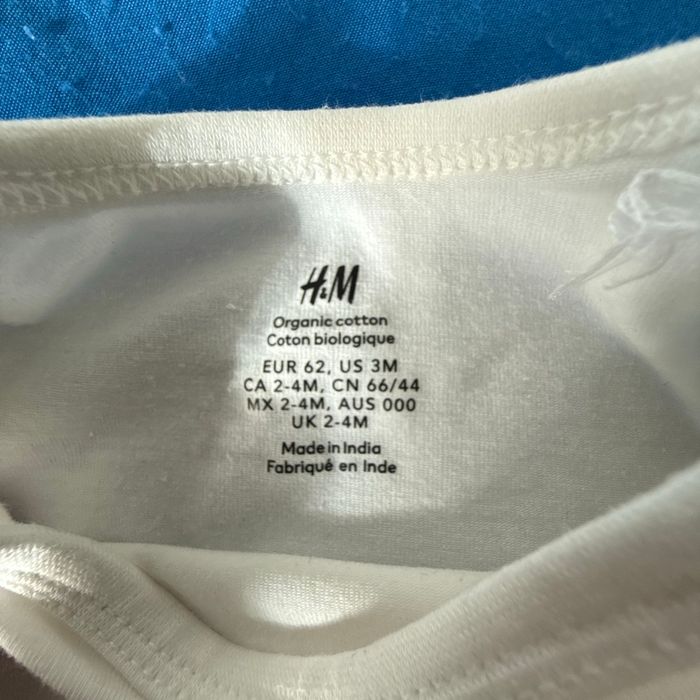 H&M
Organic cotton
Coton biologique
EUR 62, US 3M
CA 2-4M, CN 66/44
MX 2-4M, AUS 000
UK 2-4M
Made in India
Fabriqué en Inde